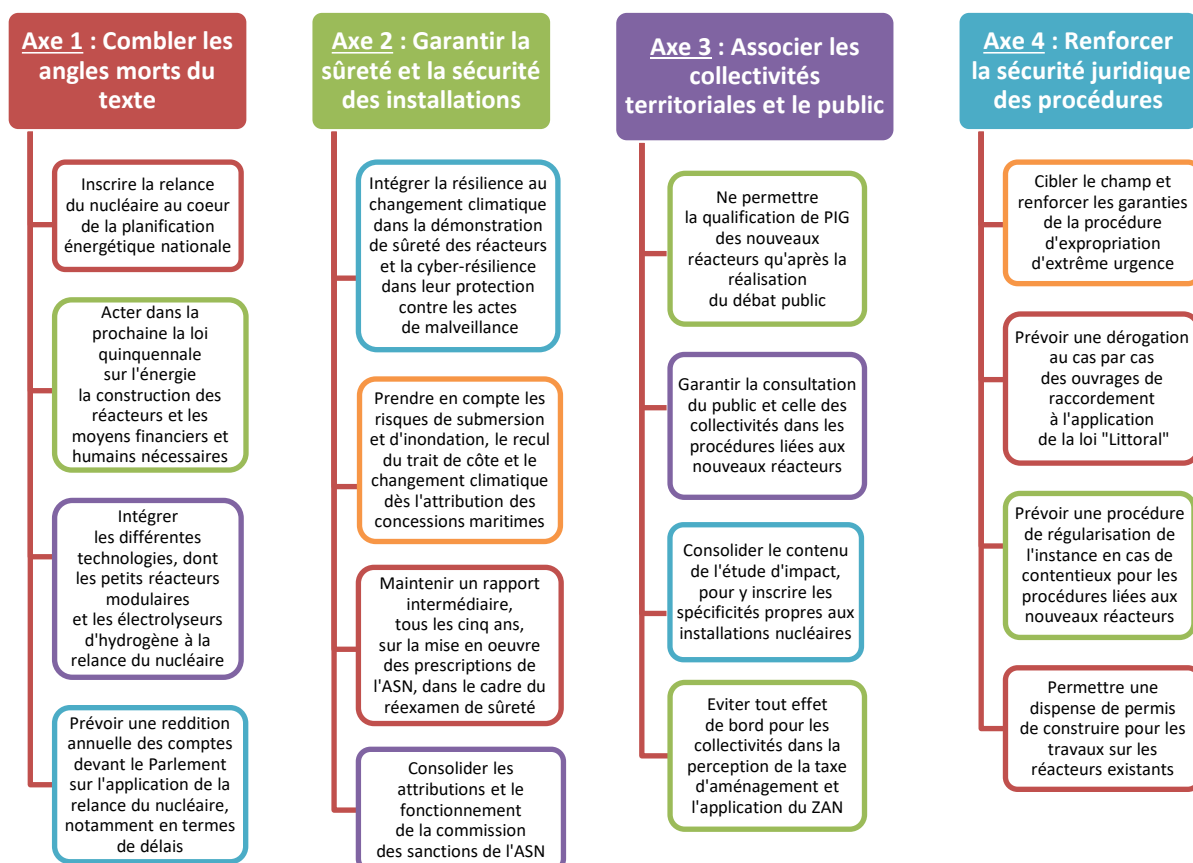 Axe 1 : Combler les
angles morts du
texte
Inscrire la relance
du nucléaire au coeur
de la planification
énergétique nationale
Acter dans la
prochaine la loi
quinquennale
sur l'énergie
la construction des
réacteurs et les
moyens financiers et
humains nécessaires
Intégrer
les différentes
technologies, dont
les petits réacteurs
modulaires
et les électrolyseurs
d'hydrogène à la
relance du nucléaire
Prévoir une reddition
annuelle des comptes
devant le Parlement
sur l'application de la
relance du nucléaire,
notamment en termes
de délais
Axe 2 : Garantir la
sûreté et la sécurité
des installations
Intégrer la résilience au
changement climatique
dans la démonstration
de sûreté des réacteurs
et la cyber-résilience
dans leur protection
contre les actes
de malveillance
Prendre en compte les
risques de submersion
et d'inondation, le recul
du trait de côte et le
changement climatique
dès l'attribution des
concessions maritimes
Maintenir un rapport
intermédiaire,
tous les cinq ans,
sur la mise en oeuvre
des prescriptions de
l'ASN, dans le cadre du
réexamen de sûreté
Consolider les
attributions et le
fonctionnement
de la commission
des sanctions de l'ASN
Axe 3 : Associer les
collectivités
territoriales et le public
Ne permettre
la qualification de PIG
des nouveaux
réacteurs qu'après la
réalisation
du débat public
Garantir la consultation
du public et celle des
collectivités dans les
procédures liées aux
nouveaux réacteurs
Consolider le contenu
de l'étude d'impact,
pour y inscrire les
spécificités propres aux
installations nucléaires
Eviter tout effet
de bord pour les
collectivités dans la
perception de la taxe
d'aménagement et
l'application du ZAN
Axe 4 : Renforcer
la sécurité juridique
des procédures
Cibler le champ et
renforcer les garanties
de la procédure
d'expropriation
d'extrême urgence
Prévoir une dérogation
au cas par cas
des ouvrages de
raccordement
à l'application
de la loi "Littoral"
Prévoir une procédure
de régularisation de
l'instance en cas de
contentieux pour les
procédures liées aux
nouveaux réacteurs
Permettre une
dispense de permis
de construire pour les
travaux sur les
réacteurs existants